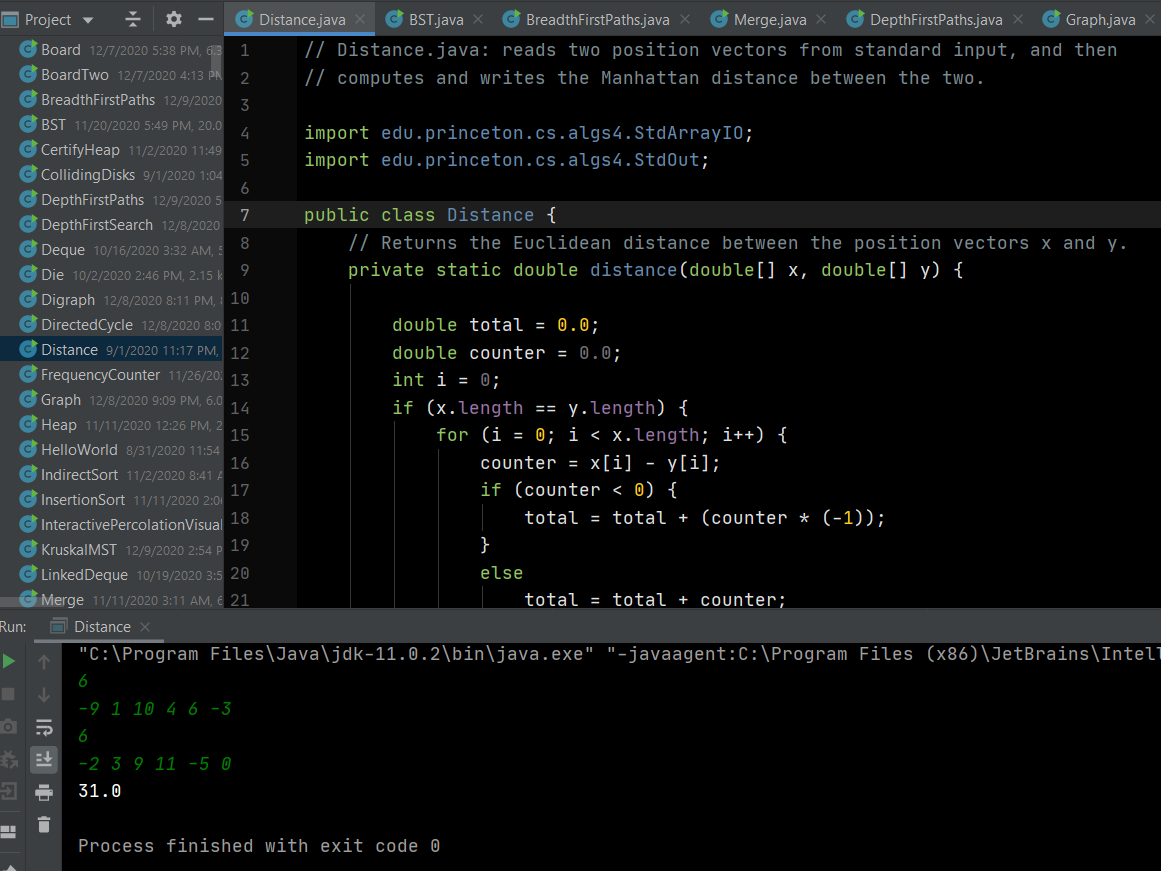 Project
Distance.java
BST.java
BreadthFirstPaths.java
Merge.java
DepthFirstPaths.java
Graph.java
Board 12/7/2020 5:38 PM, 6.3
BoardTwo 12/7/2020 4:13 PM
BreadthFirstPaths 12/9/2020
BST 11/20/2020 5:49 PM, 20.0
CertifyHeap 11/2/2020 11:49
CollidingDisks 9/1/2020 1:04
DepthFirstPaths 12/9/2020 5
DepthFirstSearch 12/8/2020
Deque 10/16/2020 3:32 AM, 5
Die 10/2/2020 2:46 PM, 2.15 k
Digraph 12/8/2020 8:11 PM,
DirectedCycle 12/8/2020 8:0
Distance 9/1/2020 11:17 PM,
FrequencyCounter 11/26/20
Graph 12/8/2020 9:09 PM, 6.0
Heap 11/11/2020 12:26 PM, 2
HelloWorld 8/31/2020 11:54
IndirectSort 11/2/2020 8:41
InsertionSort 11/11/2020 2:0
InteractivePercolationVisual
KruskalMST 12/9/2020 2:54 P
LinkedDeque 10/19/2020 3:5
Merge 11/11/2020 3:11 AM, 6
1 // Distance.java: reads two position vectors from standard input, and then
2 // computes and writes the Manhattan distance between the two.
3
4 import edu.princeton.cs.algs4.StdArrayIO;
5 import edu.princeton.cs.algs4.StdOut;
6
7 public class Distance {
8 // Returns the Euclidean distance between the position vectors x and y.
9 private static double distance(double[] x, double[] y) {
10
11 double total = 0.0;
12 double counter = 0.0;
13 int i = 0;
14 if (x.length == y.length) {
15 for (i = 0; i < x.length; i++) {
16 counter = x[i] - y[i];
17 if (counter < 0) {
18 total = total + (counter * (-1));
19 }
20 else
21 total = total + counter;
Run:
Distance
"C:\Program Files\Java\jdk-11.0.2\bin\java.exe" "-javaagent:C:\Program Files (x86)\JetBrains\Intell
6
-9 1 10 4 6 -3
6
-2 3 9 11 -5 0
31.0
Process finished with exit code 0